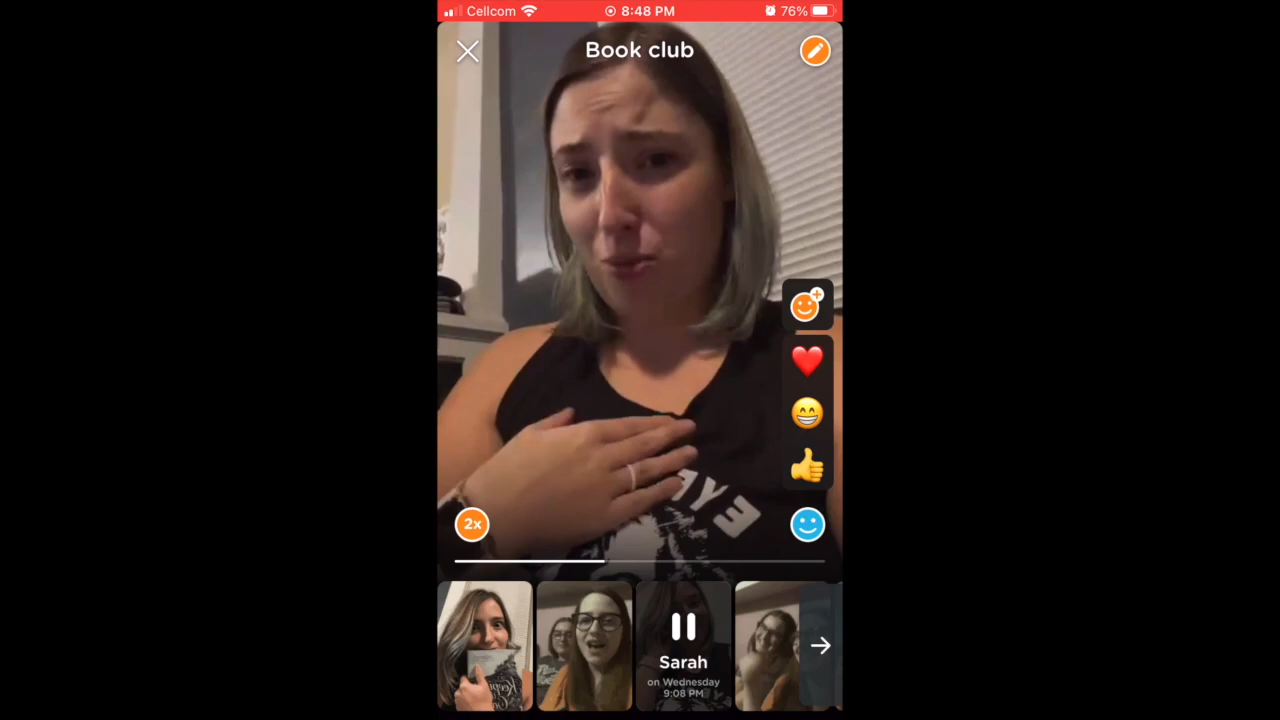 Cellcom 8:48 PM 76%
Book club
2x
Sarah
on Wednesday
9:08 PM